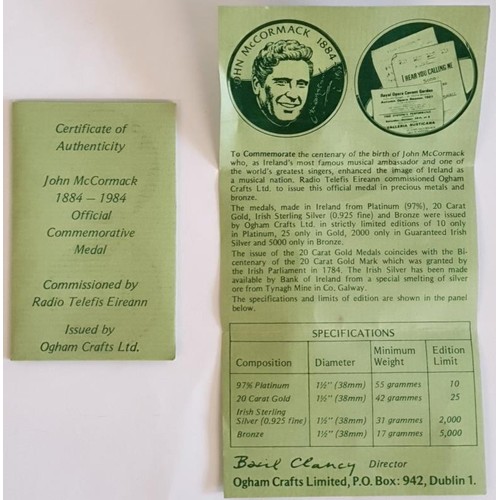 Certificate of
Authenticity
John McCormack
1884 – 1984
Official
Commemorative
Medal
Commissioned by
Radio Telefís Eireann
Issued by
Ogham Crafts Ltd.
JOHN McCORMACK 1884
I HEAR YOU CALLING ME
Royal Opera Covent Garden
To Commemorate the centenary of the birth of John McCormack
who, as Ireland's most famous musical ambassador and one of
the world's greatest singers, enhanced the image of Ireland as
a musical nation. Radio Telefis Eireann commissioned Ogham
Crafts Ltd. to issue this official medal in precious metals and
bronze.
The medals, made in Ireland from Platinum (97%), 20 Carat
Gold, Irish Sterling Silver (0.925 fine) and Bronze were issued
by Ogham Crafts Ltd. in strictly limited editions of 10 only
in Platinum, 25 only in Gold, 2000 only in Guaranteed Irish
Silver and 5000 only in Bronze.
The issue of the 20 Carat Gold Medals coincides with the Bi-
centenary of the 20 Carat Gold Mark which was granted by
the Irish Parliament in 1784. The Irish Silver has been made
available by Bank of Ireland from a special smelting of silver
ore from Tynagh Mine in Co. Galway.
The specifications and limits of edition are shown in the panel
below.
SPECIFICATIONS
Composition Diameter Minimum Weight Edition Limit
97% Platinum 1½" (38mm) 55 grammes 10
20 Carat Gold 1½" (38mm) 42 grammes 25
Irish Sterling
Silver (0.925 fine) 1½" (38mm) 31 grammes 2,000
Bronze 1½" (38mm) 17 grammes 5,000
Basil Clancy Director
Ogham Crafts Limited, P.O. Box: 942, Dublin 1.